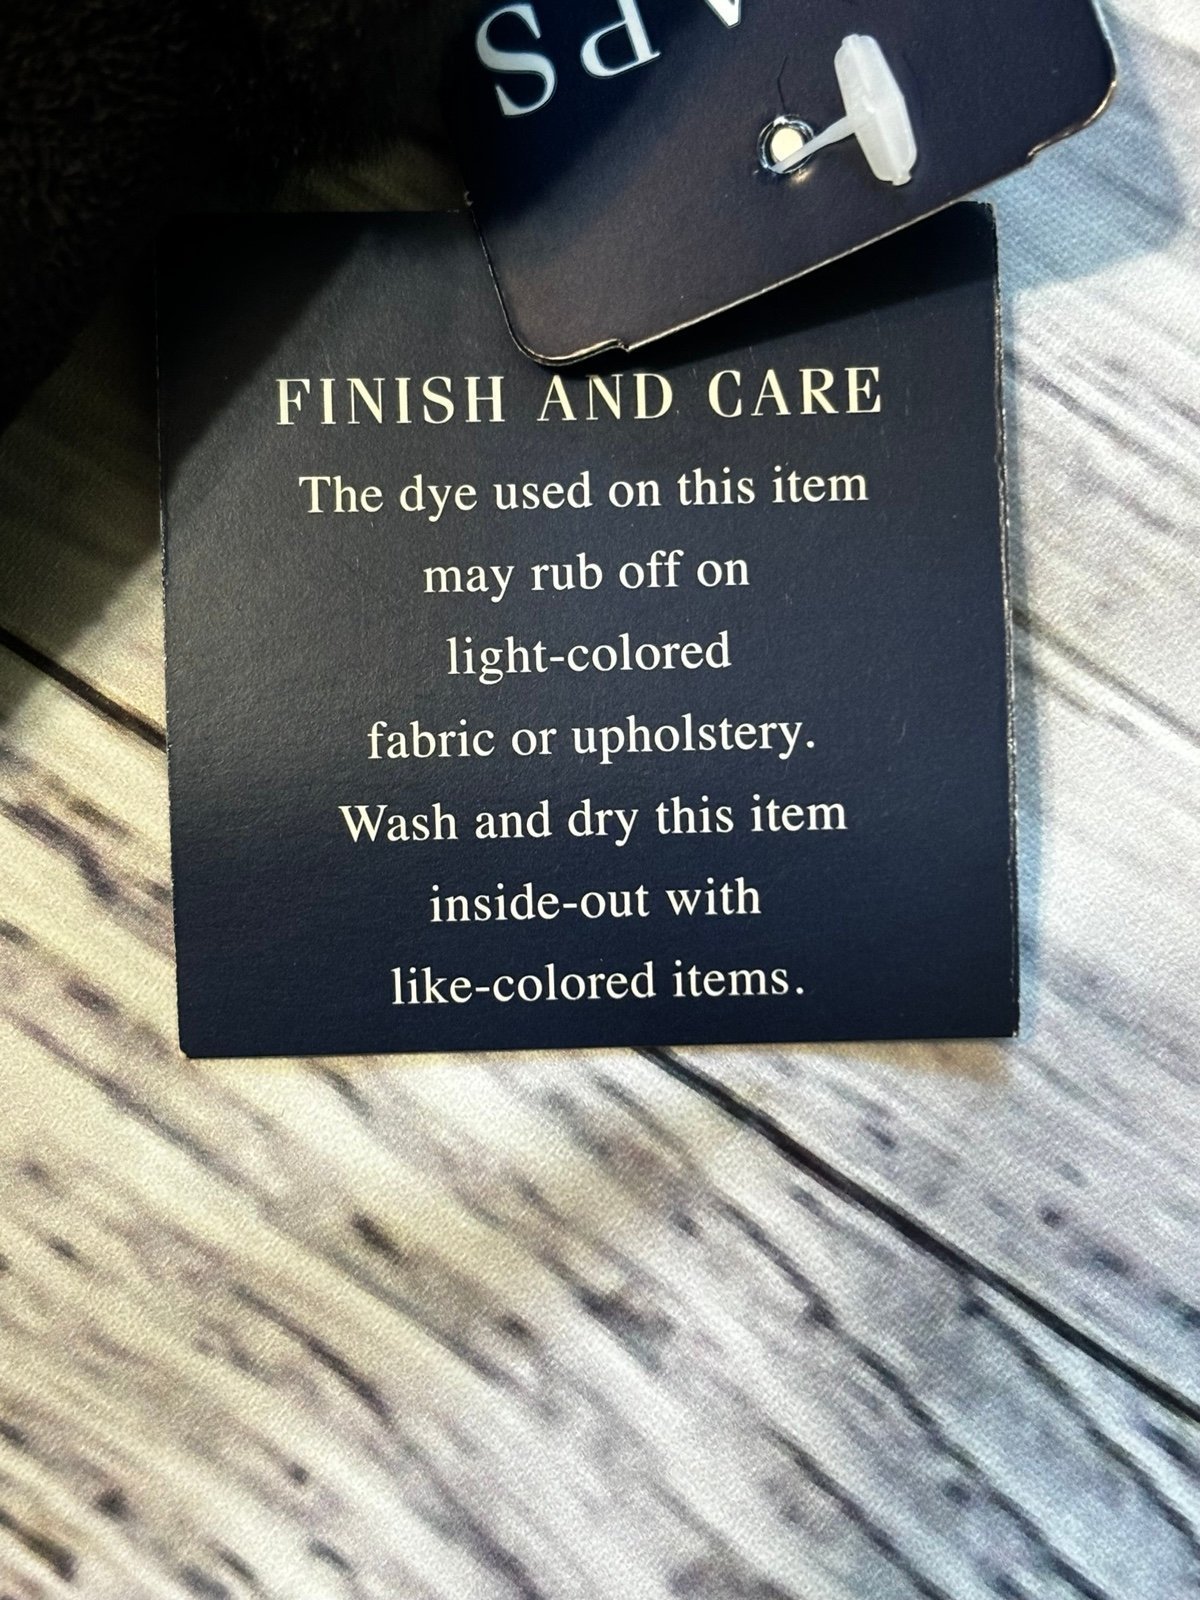 APS
FINISH AND CARE
The dye used on this item
may rub off on
light-colored
fabric or upholstery.
Wash and dry this item
inside-out with
like-colored items.